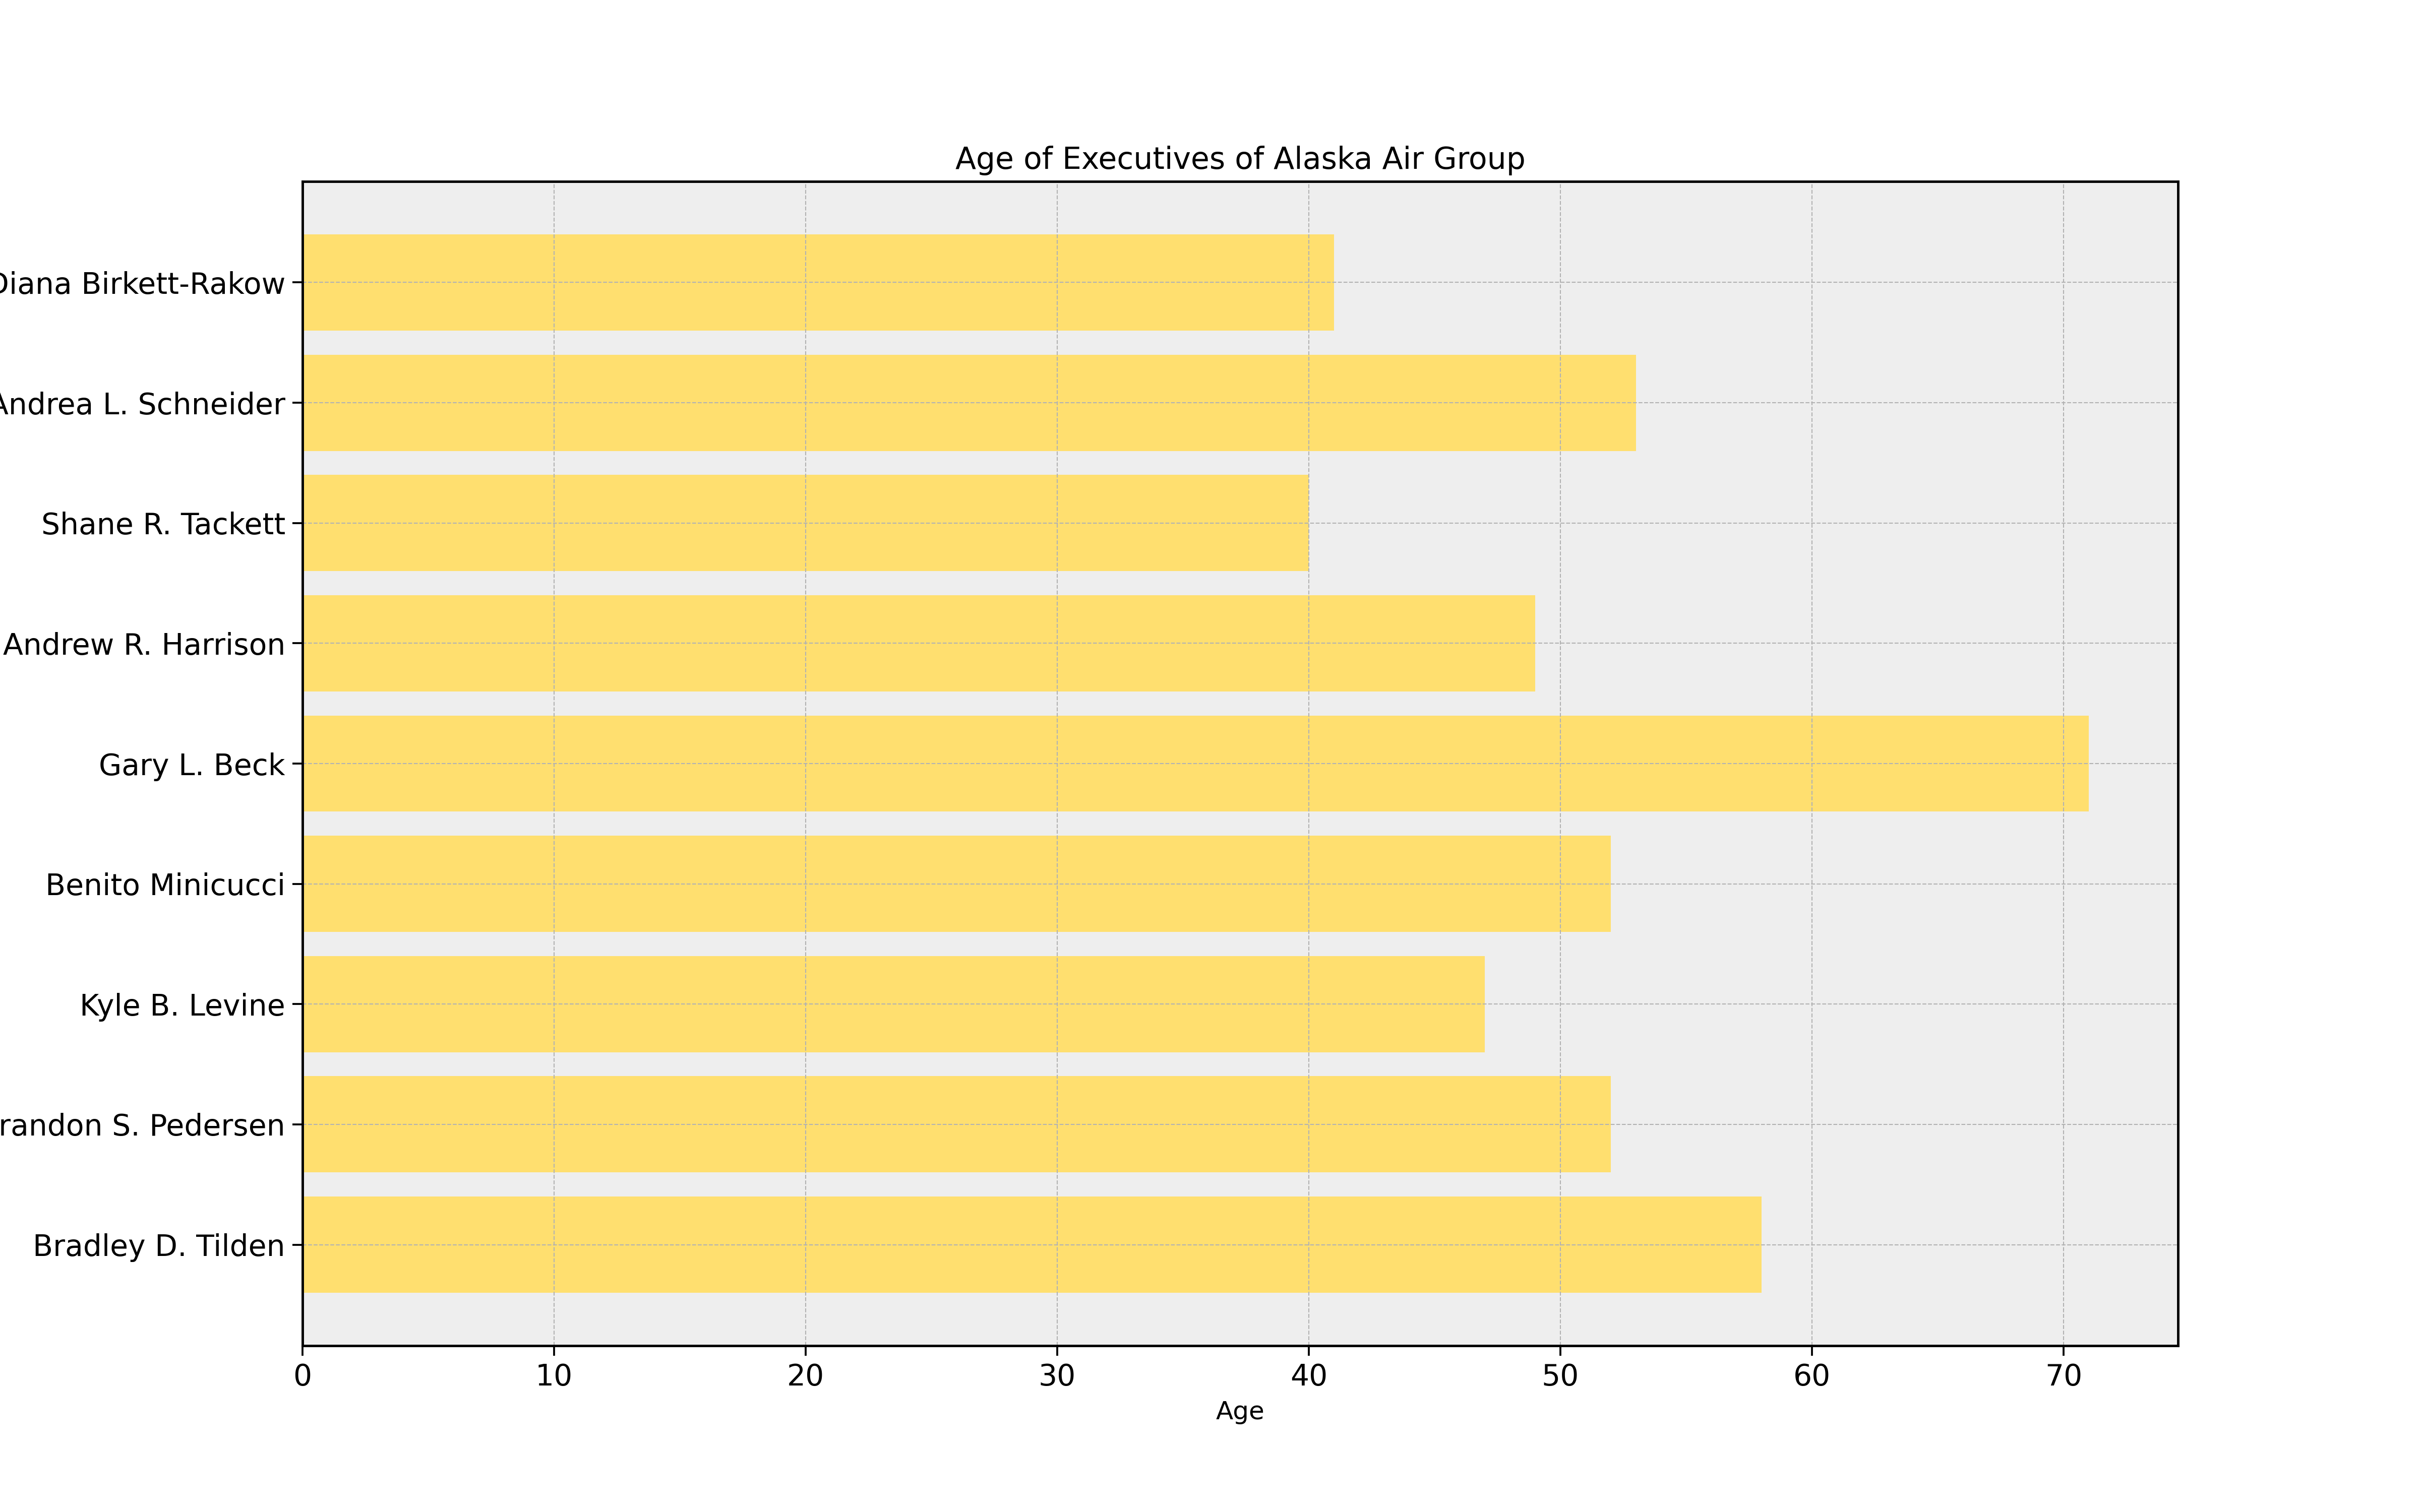 Age of Executives of Alaska Air Group
Diana Birkett-Rakow
Andrea L. Schneider
Shane R. Tackett
Andrew R. Harrison
Gary L. Beck
Benito Minicucci
Kyle B. Levine
randon S. Pedersen
Bradley D. Tilden
0 10 20 30 40 50 60 70
Age